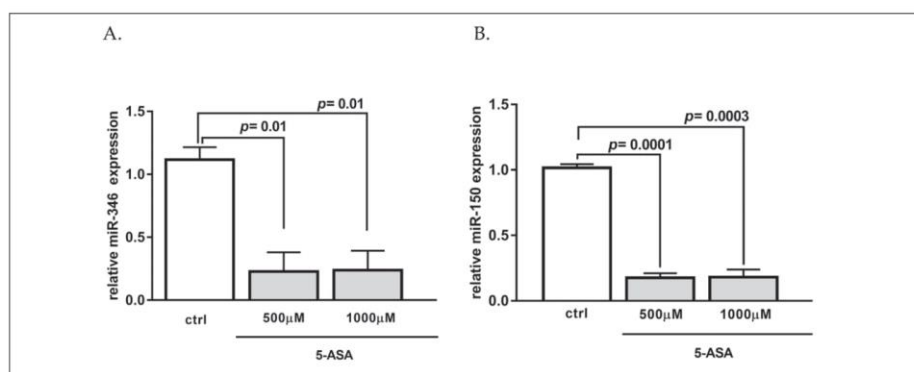 A.
relative miR-346 expression
1.5
1.0
0.5
0.0
p= 0.01
p= 0.01
ctrl
500µM
1000µM
5-ASA
B.
relative miR-150 expression
1.5
1.0
0.5
0.0
p= 0.0003
p= 0.0001
ctrl
500µM
1000µM
5-ASA